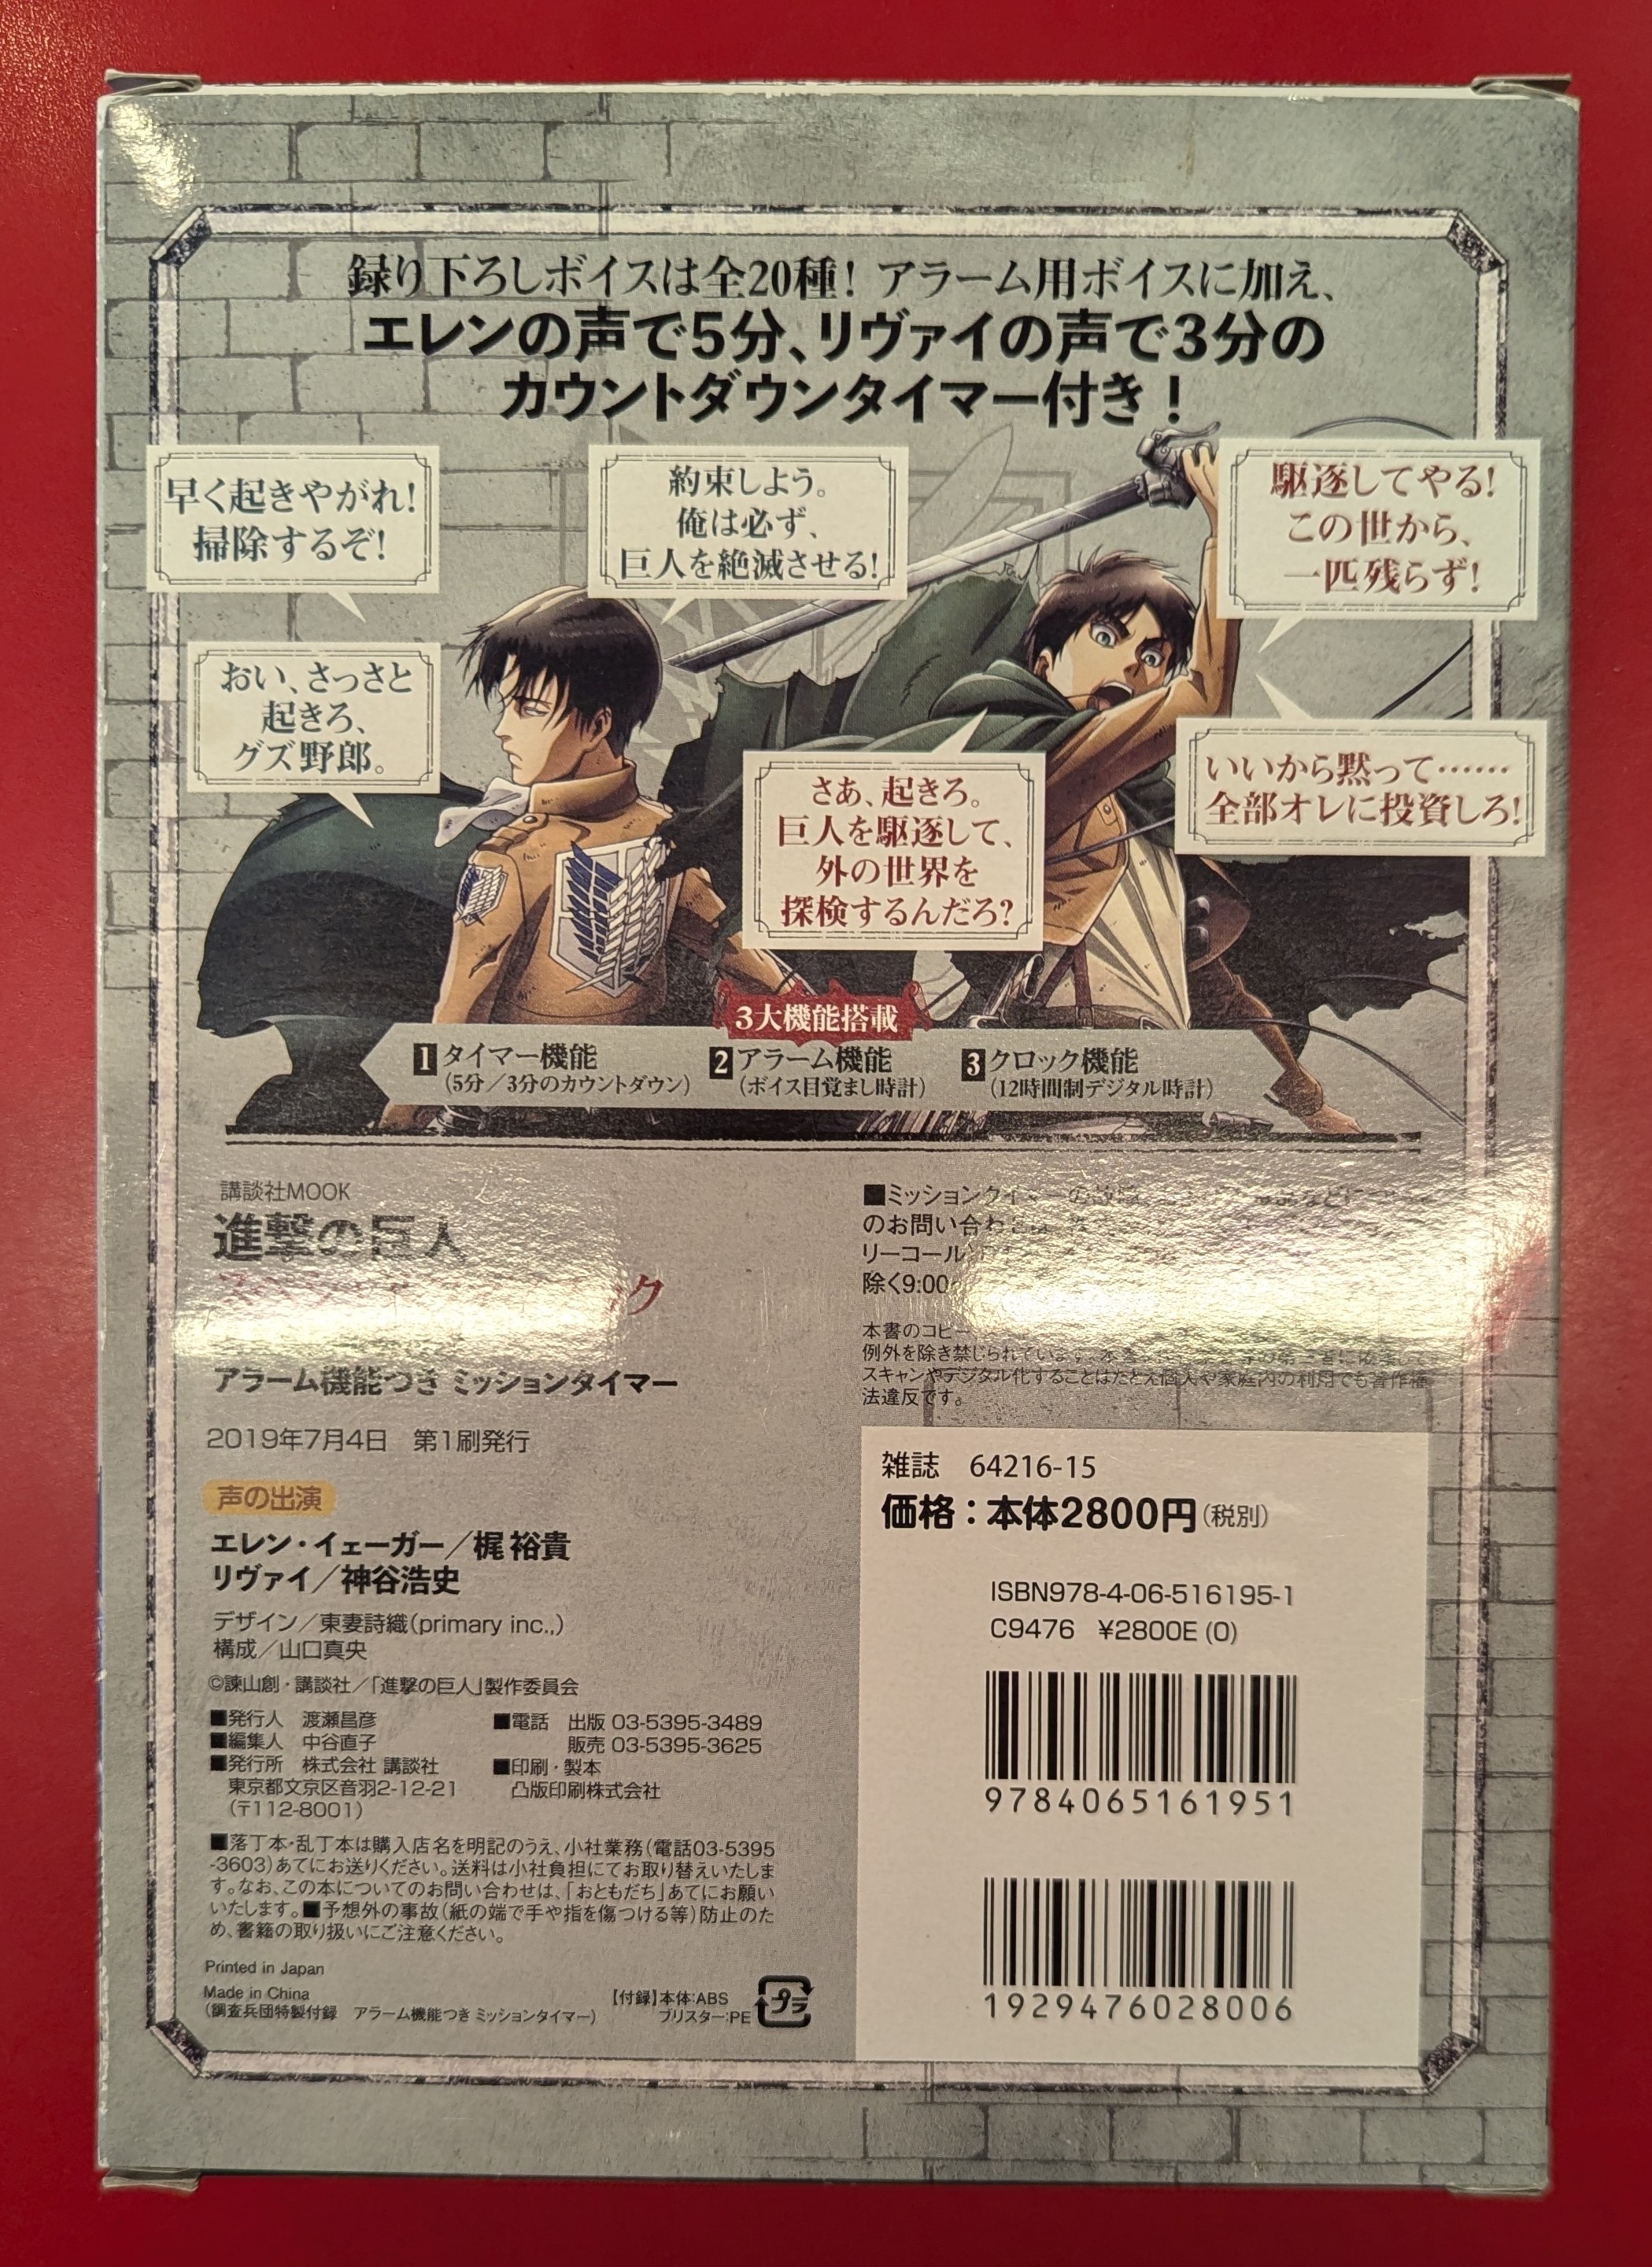 録り下ろしボイスは全20種！ アラーム用ボイスに加え、
エレンの声で5分、リヴァイの声で3分の
カウントダウンタイマー付き！
早く起きやがれ！
掃除するぞ！
約束しよう。
俺は必ず、
巨人を絶滅させる！
駆逐してやる！
この世から、
一匹残らず！
おい、さっさと
起きろ、
グズ野郎。
さあ、起きろ。
巨人を駆逐して、
外の世界を
探検するんだろ？
いいから黙って……
全部オレに投資しろ！
3大機能搭載
1 タイマー機能
（5分／3分のカウントダウン）
2 アラーム機能
（ボイス目覚まし時計）
3 クロック機能
（12時間制デジタル時計）
講談社MOOK
進撃の巨人
ク
アラーム機能つき ミッションタイマー
2019年7月4日　第1刷発行
声の出演
エレン・イェーガー／梶 裕貴
リヴァイ／神谷浩史
デザイン／東妻詩織（primary inc.,）
構成／山口真央
©諫山創・講談社／「進撃の巨人」製作委員会
■発行人　渡瀬昌彦
■編集人　中谷直子
■発行所　株式会社 講談社
東京都文京区音羽2-12-21
（〒112-8001）
■電話　出版 03-5395-3489
販売 03-5395-3625
■印刷・製本
凸版印刷株式会社
■落丁本・乱丁本は購入店名を明記のうえ、小社業務（電話03-5395
-3603）あてにお送りください。送料は小社負担にてお取り替えいたしま
す。なお、この本についてのお問い合わせは、「おともだち」あてにお願い
いたします。■予想外の事故（紙の端で手や指を傷つける等）防止のた
め、書籍の取り扱いにご注意ください。
Printed in Japan
Made in China
（調査兵団特製付録　アラーム機能つき ミッションタイマー）
【付録】本体：ABS
ブリスター：PE
プラ
■ミッションタイマーの
のお問い合わ
リーコール
除く9:00
本書のコピー
例外を除き禁じられています。
スキャンやデジタル化することはたとえ個人や家庭内の利用でも著作権
法違反です。
雑誌　64216-15
価格：本体2800円（税別）
ISBN978-4-06-516195-1
C9476　¥2800E (0)
9784065161951
1929476028006